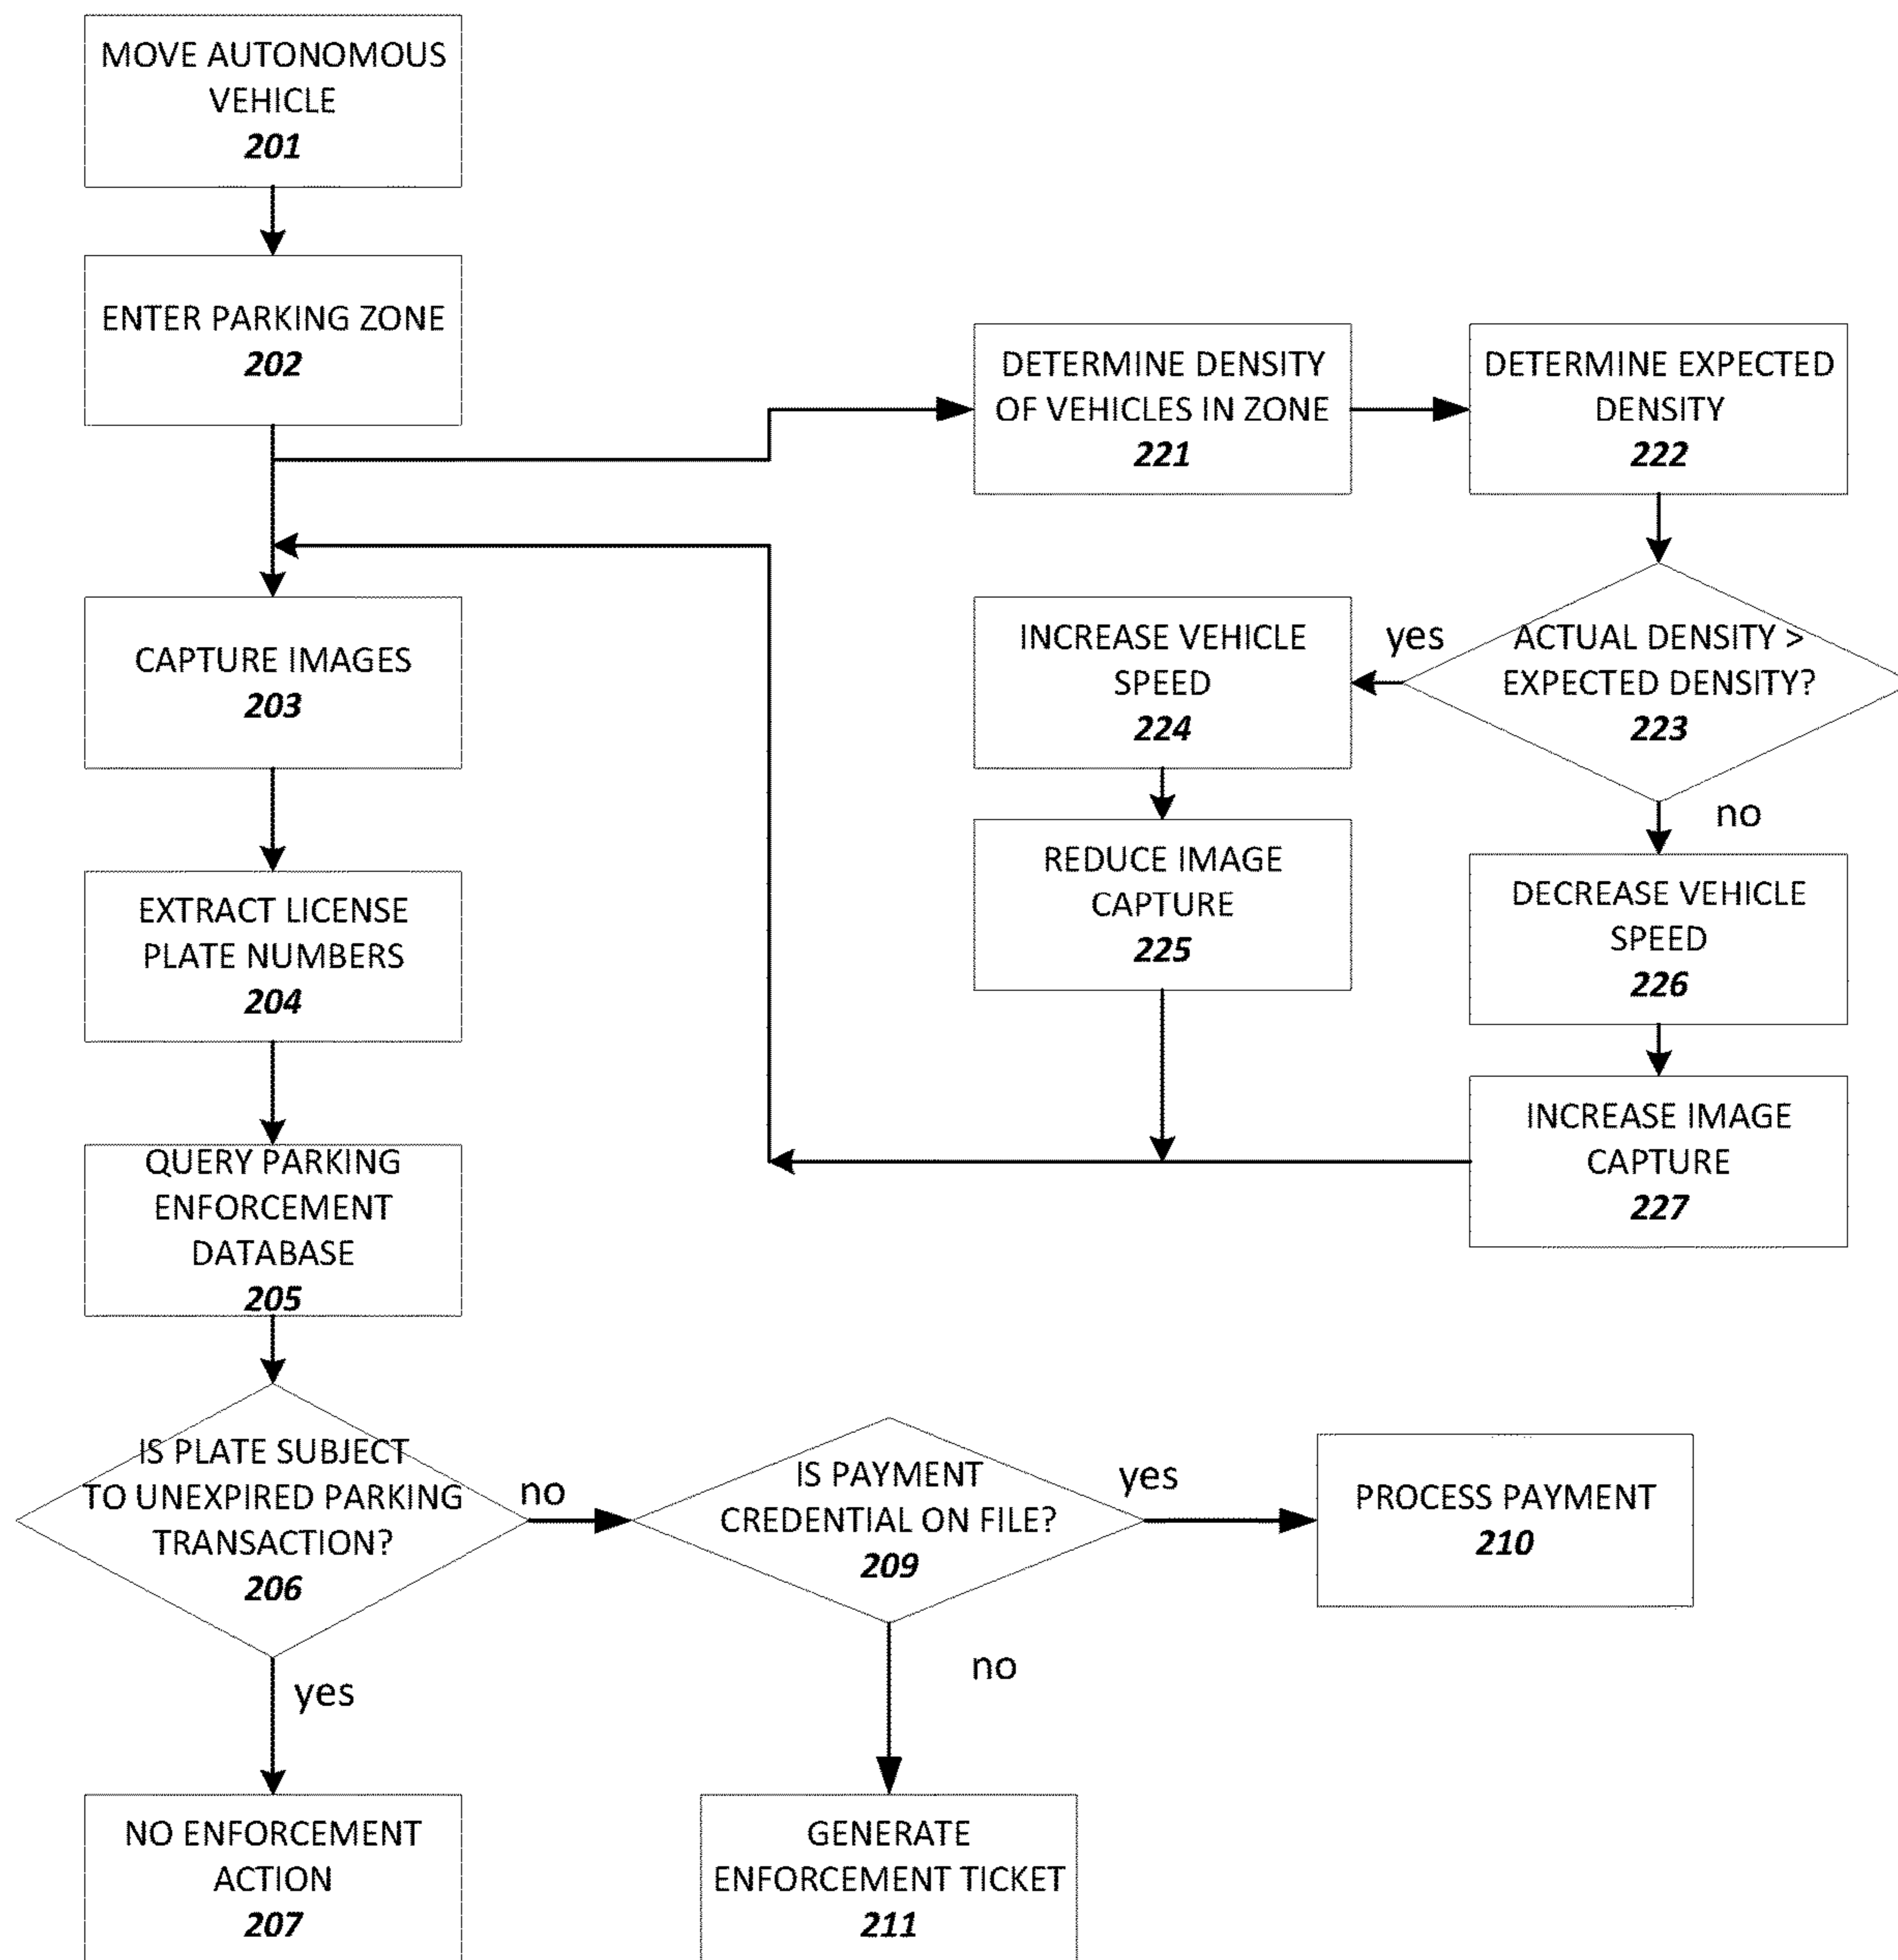 MOVE AUTONOMOUS
VEHICLE
201
ENTER PARKING ZONE
202
DETERMINE DENSITY
OF VEHICLES IN ZONE
221
DETERMINE EXPECTED
DENSITY
222
CAPTURE IMAGES
203
INCREASE VEHICLE
SPEED
224
yes
ACTUAL DENSITY >
EXPECTED DENSITY?
223
no
REDUCE IMAGE
CAPTURE
225
DECREASE VEHICLE
SPEED
226
EXTRACT LICENSE
PLATE NUMBERS
204
INCREASE IMAGE
CAPTURE
227
QUERY PARKING
ENFORCEMENT
DATABASE
205
IS PLATE SUBJECT
TO UNEXPIRED PARKING
TRANSACTION?
206
no
IS PAYMENT
CREDENTIAL ON FILE?
209
yes
PROCESS PAYMENT
210
yes
no
NO ENFORCEMENT
ACTION
207
GENERATE
ENFORCEMENT TICKET
211